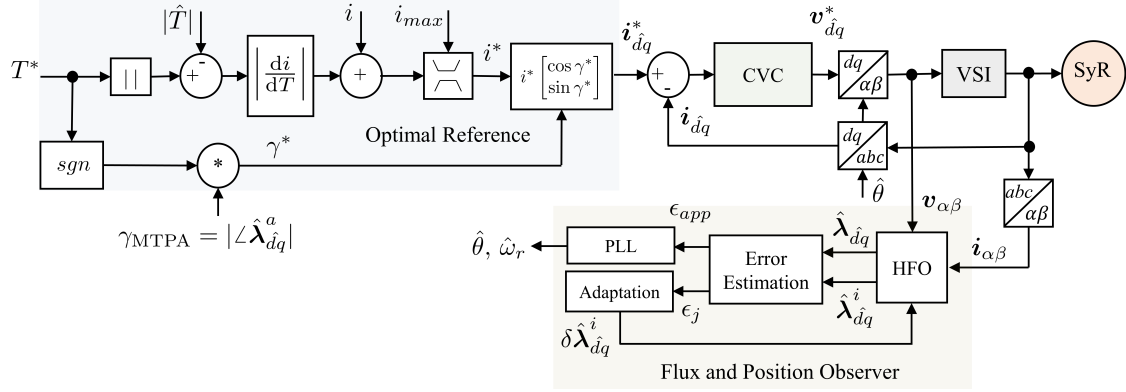 |T̂| i i_max i*_d̂q̂ v*_d̂q̂
T* | | + - |di/dT| + i* i* [cos γ* sin γ*] + - CVC dq αβ VSI SyR
Optimal Reference i_d̂q̂
sgn * γ* dq abc abc αβ
θ̂
γ_MTPA = |∠λ̂^a_d̂q̂| v_αβ
ϵ_app λ̂_d̂q̂
θ̂, ω̂_r PLL Error Estimation HFO i_αβ
Adaptation ϵ_j λ̂^i_d̂q̂
δλ̂^i_d̂q̂
Flux and Position Observer